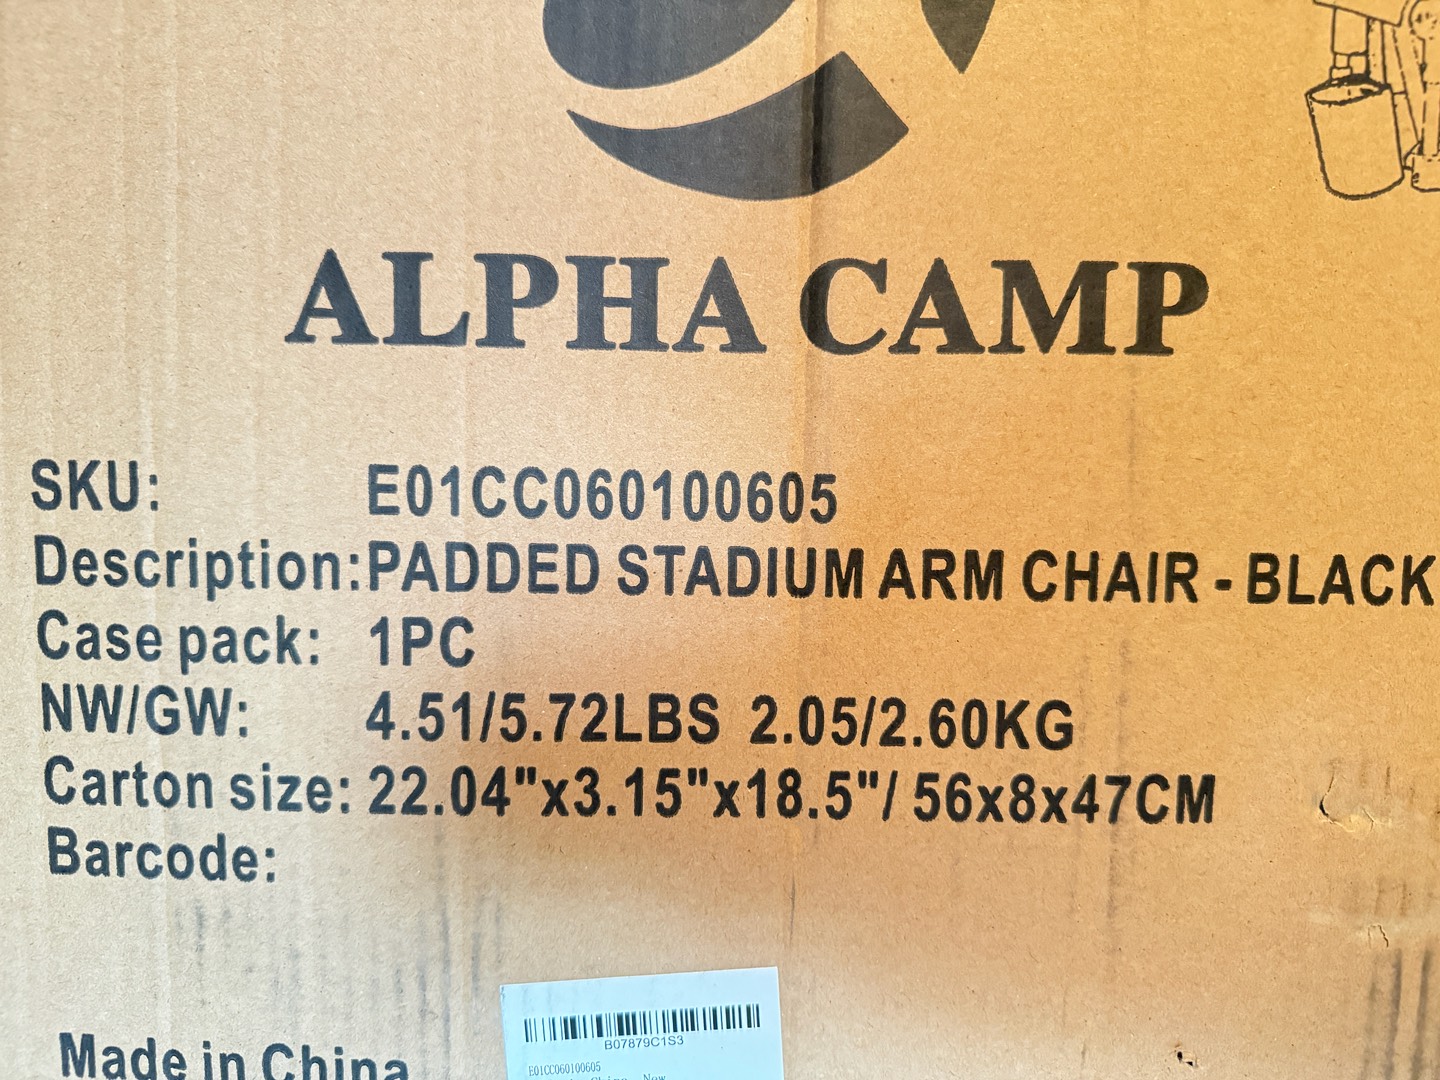 ALPHA CAMP
SKU: E01CC060100605
Description: PADDED STADIUM ARM CHAIR - BLACK
Case pack: 1PC
NW/GW: 4.51/5.72LBS 2.05/2.60KG
Carton size: 22.04"x3.15"x18.5"/ 56x8x47CM
Barcode:
B07879C1S3
E01CC060100605
Made in China